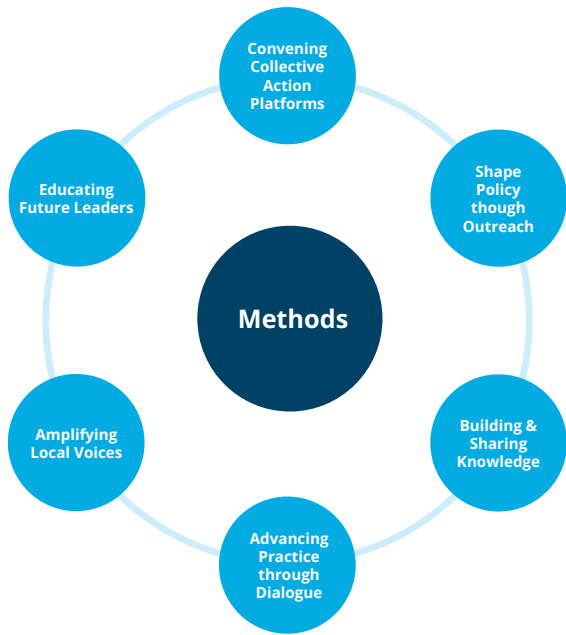 Convening
Collective
Action
Platforms
Shape
Policy
though
Outreach
Educating
Future Leaders
Methods
Building &
Sharing
Knowledge
Amplifying
Local Voices
Advancing
Practice
through
Dialogue